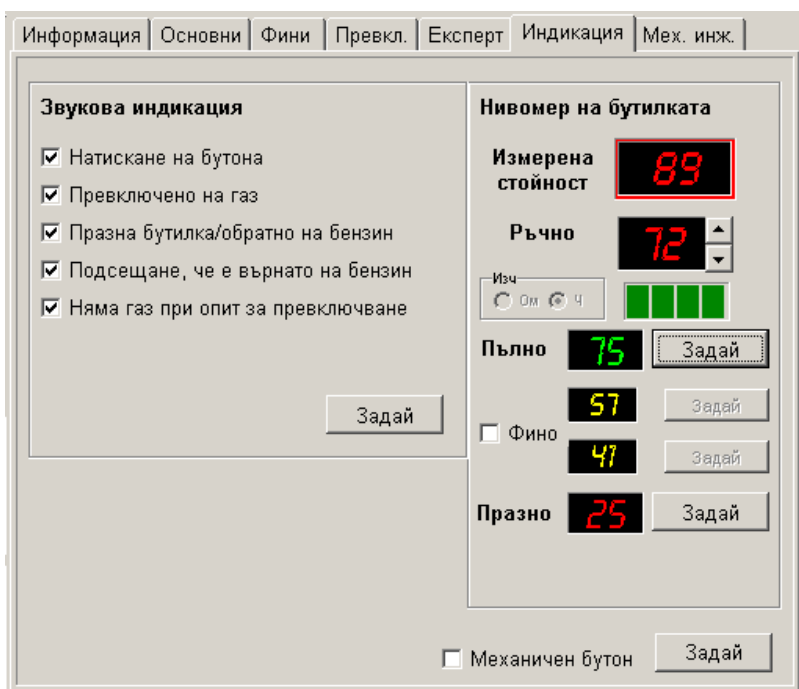 Информация Основни Фини Превкл. Експерт Индикация Мех. инж.
Звукова индикация
Натискане на бутона
Превключено на газ
Празна бутилка/обратно на бензин
Подсещане, че е върнато на бензин
Няма газ при опит за превключване
Задай
Нивомер на бутилката
Измерена
стойност 89
Ръчно 72
Изч
Ом Ч
Пълно 75 Задай
57 Задай
Фино
41 Задай
Празно 25 Задай
Механичен бутон Задай